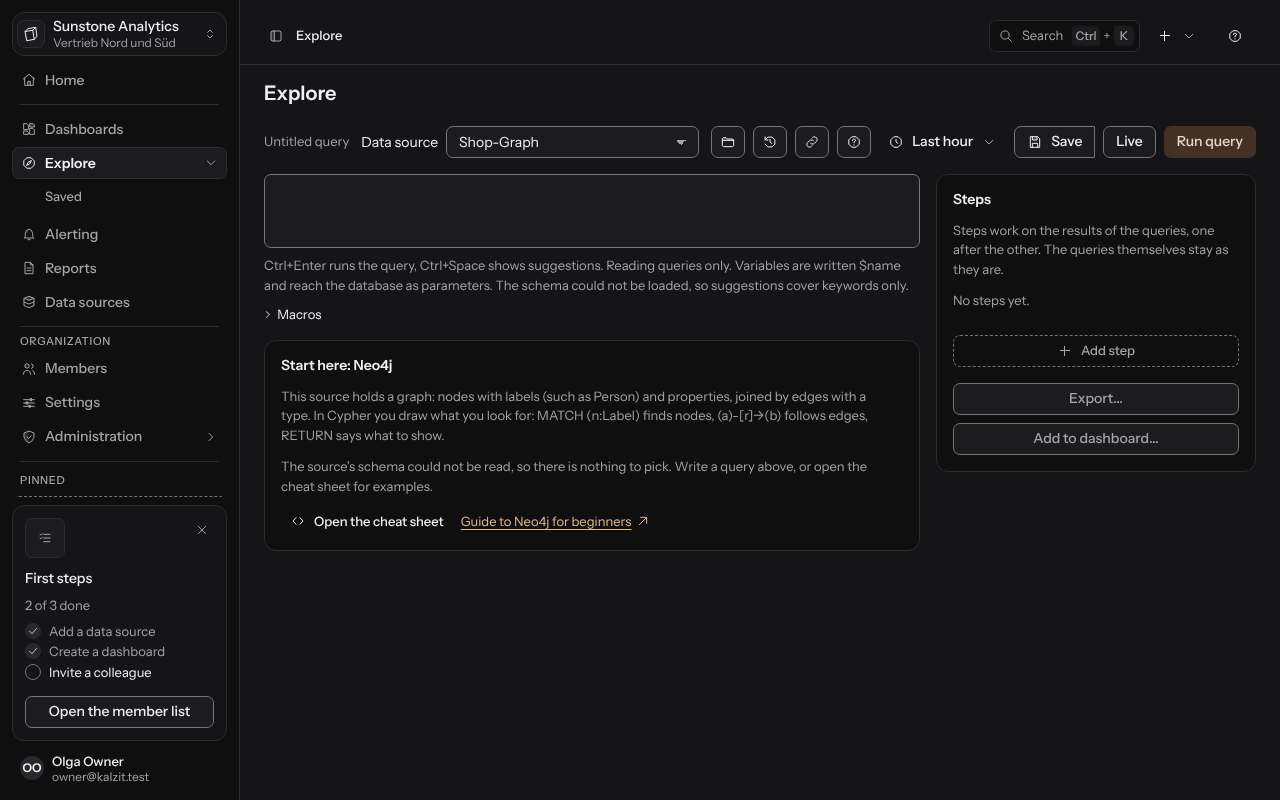 Sunstone Analytics
Vertrieb Nord und Süd
Home
Dashboards
Explore
Saved
Alerting
Reports
Data sources
ORGANIZATION
Members
Settings
Administration
PINNED
First steps
2 of 3 done
Add a data source
Create a dashboard
Invite a colleague
Open the member list
OO
Olga Owner
owner@kalzit.test
Explore
Search Ctrl + K
Explore
Untitled query Data source Shop-Graph Last hour Save Live Run query
Ctrl+Enter runs the query, Ctrl+Space shows suggestions. Reading queries only. Variables are written $name
and reach the database as parameters. The schema could not be loaded, so suggestions cover keywords only.
Macros
Start here: Neo4j
This source holds a graph: nodes with labels (such as Person) and properties, joined by edges with a
type. In Cypher you draw what you look for: MATCH (n:Label) finds nodes, (a)-[r]->(b) follows edges,
RETURN says what to show.
The source's schema could not be read, so there is nothing to pick. Write a query above, or open the
cheat sheet for examples.
Open the cheat sheet Guide to Neo4j for beginners
Steps
Steps work on the results of the queries, one
after the other. The queries themselves stay as
they are.
No steps yet.
Add step
Export...
Add to dashboard...